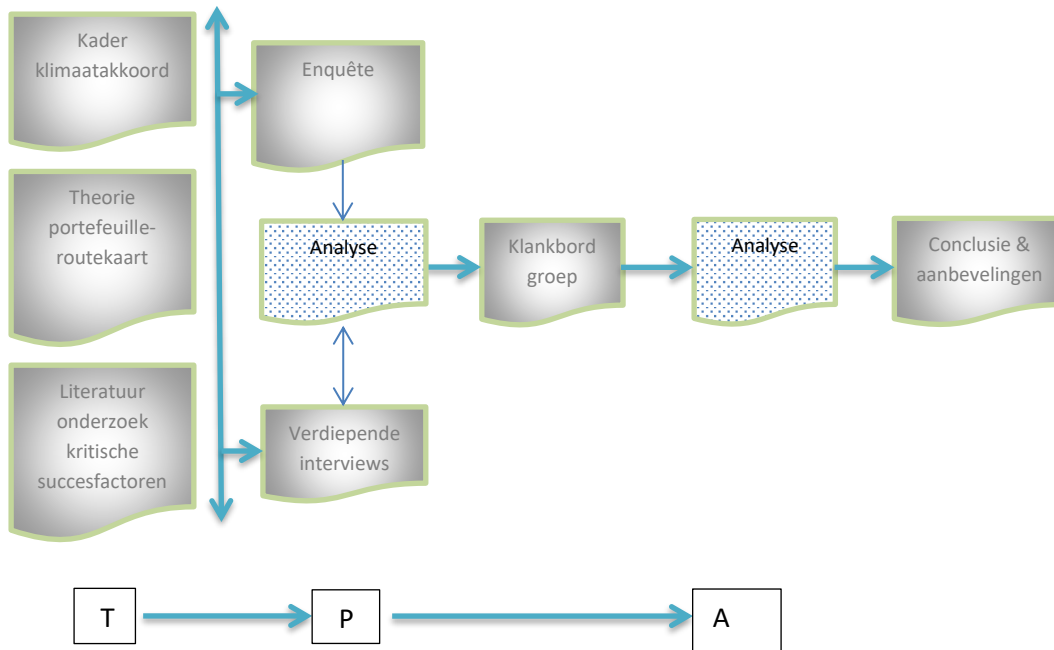 Kader
klimaatakkoord
Theorie
portefeuille-
routekaart
Literatuur
onderzoek
kritische
succesfactoren
Enquête
Analyse
Verdiepende
interviews
Klankbord
groep
Analyse
Conclusie &
aanbevelingen
T
P
A